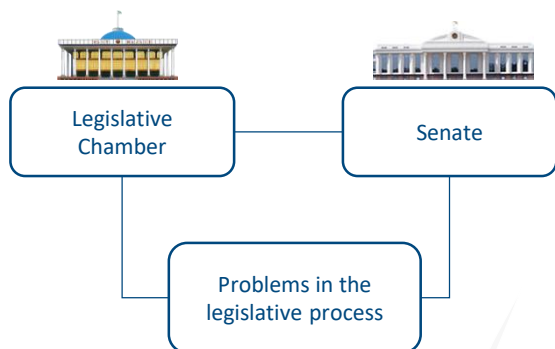 Legislative
Chamber
Senate
Problems in the
legislative process